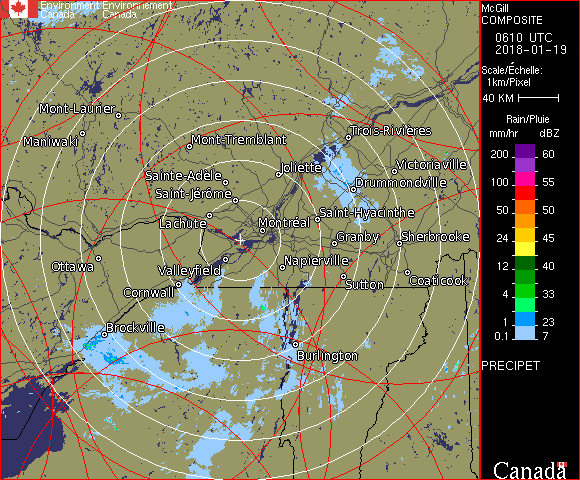 Environment Environnement
Canada Canada
McGill
COMPOSITE
0610 UTC
2018-01-19
Scale/Échelle:
1km/Pixel
40 KM
Rain/Pluie
mm/hr dBZ
200 60
150 57
100 55
50 50
24 45
12 40
4 33
1 23
0.1 7
PRECIPET
Canada
Mont-Laurier
Maniwaki
Mont-Tremblant
Trois-Rivières
Sainte-Adèle
Joliette
Victoriaville
Saint-Jérôme
Drummondville
Lachute
Montréal
Saint-Hyacinthe
Granby
Sherbrooke
Ottawa
Valleyfield
Napierville
Cornwall
Sutton
Coaticook
Brockville
Burlington